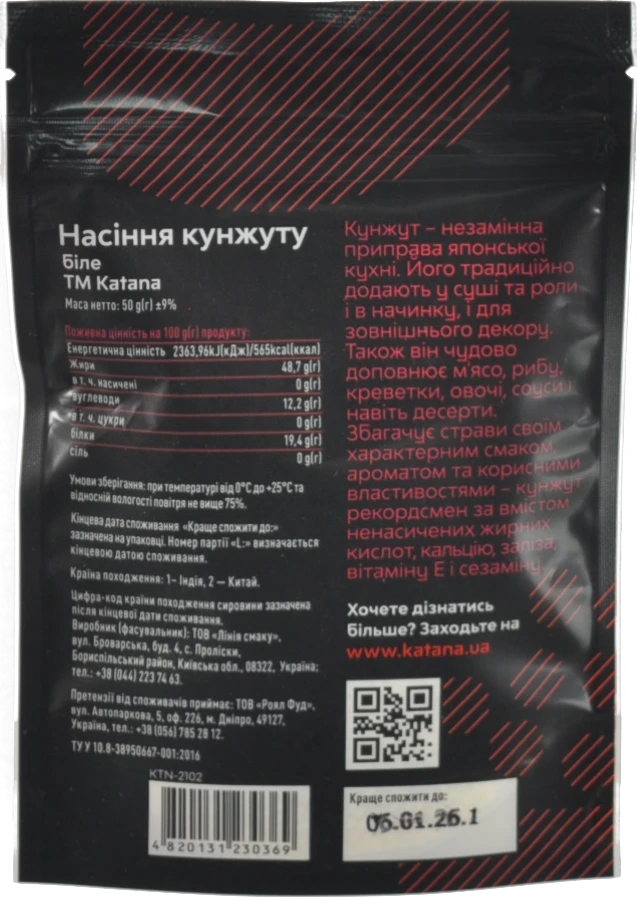 Насіння кунжуту
біле
ТМ Katana
Маса нетто: 50 g(г) ±9%
Поживна цінність на 100 g(г) продукту:
Енергетична цінність 2363,96kJ(кДж)/565kcal(ккал)
Жири 48,7 g(г)
в т. ч. насичені 0 g(г)
вуглеводи 12,2 g(г)
в т. ч. цукри 0 g(г)
білки 19,4 g(г)
сіль 0 g(г)
Умови зберігання: при температурі від 0°С до +25°С та
відносній вологості повітря не вище 75%.
Кінцева дата споживання «Краще спожити до:»
зазначена на упаковці. Номер партії «L:» визначається
кінцевою датою споживання.
Країна походження: 1– Індія, 2 – Китай.
Цифра-код країни походження сировини зазначена
після кінцевої дати споживання.
Виробник (фасувальник): ТОВ «Лінія смаку»,
вул. Броварська, буд. 4, с. Проліски,
Бориспільський район, Київська обл., 08322, Україна;
тел.: +38 (044) 223 74 63.
Претензії від споживачів приймає: ТОВ «Роял Фуд»,
вул. Автопаркова, 5, оф. 226, м. Дніпро, 49127,
Україна, тел.: +38 (056) 785 28 12.
ТУ У 10.8-38950667-001:2016
KTN-2102
4 820131 230369
Кунжут – незамінна
приправа японської
кухні. Його традиційно
додають у суші та роли
і в начинку, і для
зовнішнього декору.
Також він чудово
доповнює м'ясо, рибу,
креветки, овочі, соуси і
навіть десерти.
Збагачує страви своїм
характерним смаком,
ароматом та корисними
властивостями – кунжут
рекордсмен за вмістом
ненасичених жирних
кислот, кальцію, заліза,
вітаміну Е і сезаміну.
Хочете дізнатись
більше? Заходьте на
www.katana.ua
Краще спожити до:
06.01.26.1